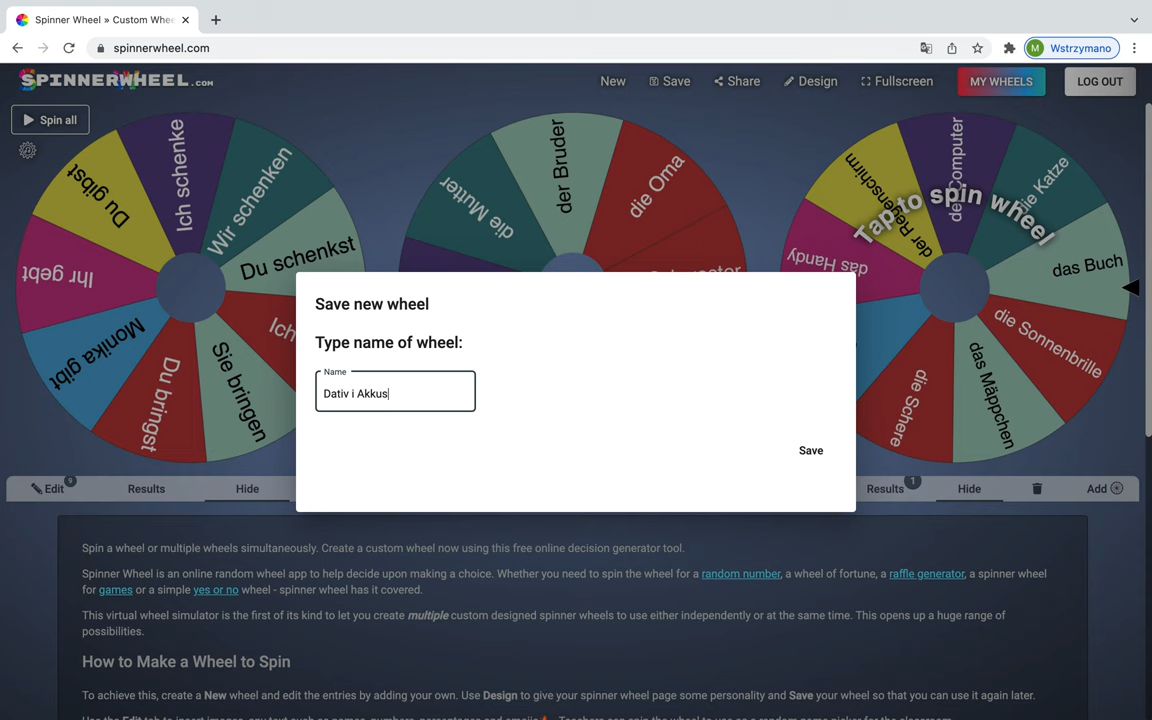 Spinner Wheel » Custom Whee
spinnerwheel.com
M Wstrzymano
SPINNERWHEEL.COM
New
Save
Share
Design
Fullscreen
MY WHEELS
LOG OUT
Spin all
Du gibst
Ich schenke
Wir schenken
Du schenkst
Ihr gebt
Monika gibt
Du bringst
Sie bringen
Ich
die Mutter
der Bruder
die Oma
der Regenschirm
der Computer
die Katze
das Buch
die Sonnenbrille
das Mäppchen
die Schere
das Handy
Tap to spin wheel
Save new wheel
Type name of wheel:
Name
Dativ i Akkus
Save
Edit 9
Results
Hide
Results 1
Hide
Add
Spin a wheel or multiple wheels simultaneously. Create a custom wheel now using this free online decision generator tool.
Spinner Wheel is an online random wheel app to help decide upon making a choice. Whether you need to spin the wheel for a random number, a wheel of fortune, a raffle generator, a spinner wheel
for games or a simple yes or no wheel - spinner wheel has it covered.
This virtual wheel simulator is the first of its kind to let you create multiple custom designed spinner wheels to use either independently or at the same time. This opens up a huge range of
possibilities.
How to Make a Wheel to Spin
To achieve this, create a New wheel and edit the entries by adding your own. Use Design to give your spinner wheel page some personality and Save your wheel so that you can use it again later.